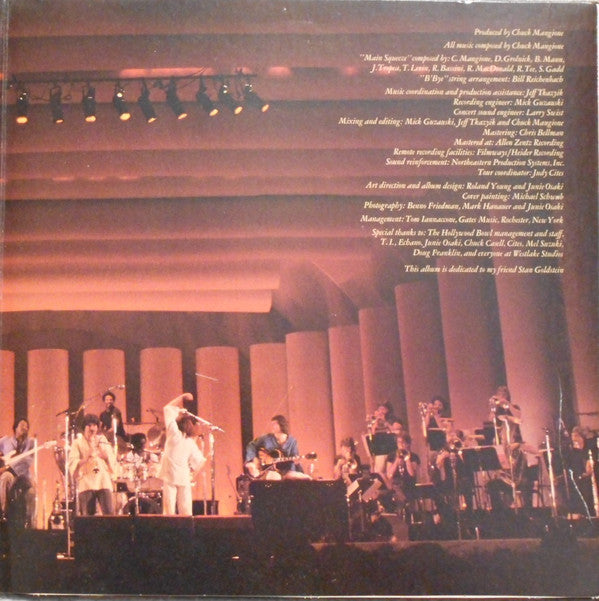 Produced by Chuck Mangione
All music composed by Chuck Mangione
"Main Squeeze" composed by: C. Mangione, D. Grolnick, B. Mann,
J. Tropea, T. Levin, R. Bassini, R. MacDonald, R. Tee, S. Gadd
"B'Bye" string arrangement: Bill Reichenbach
Music coordination and production assistance: Jeff Tkazyik
Recording engineer: Mick Guzauski
Concert sound engineer: Larry Swist
Mixing and editing: Mick Guzauski, Jeff Tkazyik and Chuck Mangione
Mastering: Chris Bellman
Mastered at: Allen Zentz Recording
Remote recording facilities: Filmways/Heider Recording
Sound reinforcement: Northeastern Production Systems, Inc.
Tour coordinator: Judy Cites
Art direction and album design: Roland Young and Junie Osaki
Cover painting: Michael Schumb
Photography: Benno Friedman, Mark Hanauer and Junie Osaki
Management: Tom Iannaccone, Gates Music, Rochester, New York
Special thanks to: The Hollywood Bowl management and staff,
T. L. Echaus, Junie Osaki, Chuck Casell, Cites, Mel Suzuki,
Doug Franklin, and everyone at Westlake Studios
This album is dedicated to my friend Stan Goldstein